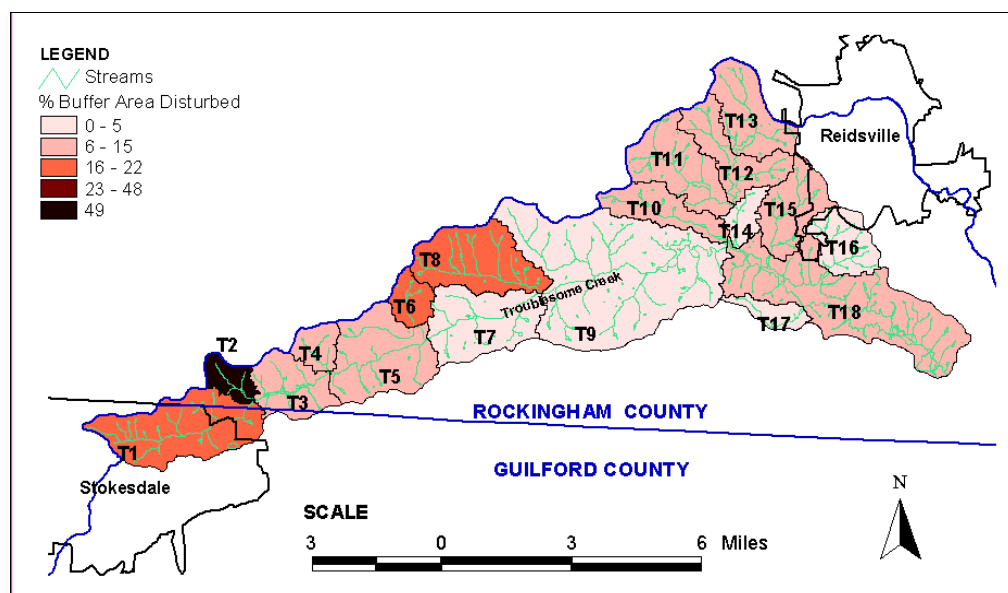 LEGEND
Streams
% Buffer Area Disturbed
0 - 5
6 - 15
16 - 22
23 - 48
49
T13
Reidsville
T11
T12
T10
T15
T14
T16
T8
T6
Troublesome Creek
T7
T9
T17
T18
T2
T4
T5
T3
T1
ROCKINGHAM COUNTY
GUILFORD COUNTY
Stokesdale
SCALE
3 0 3 6 Miles
N